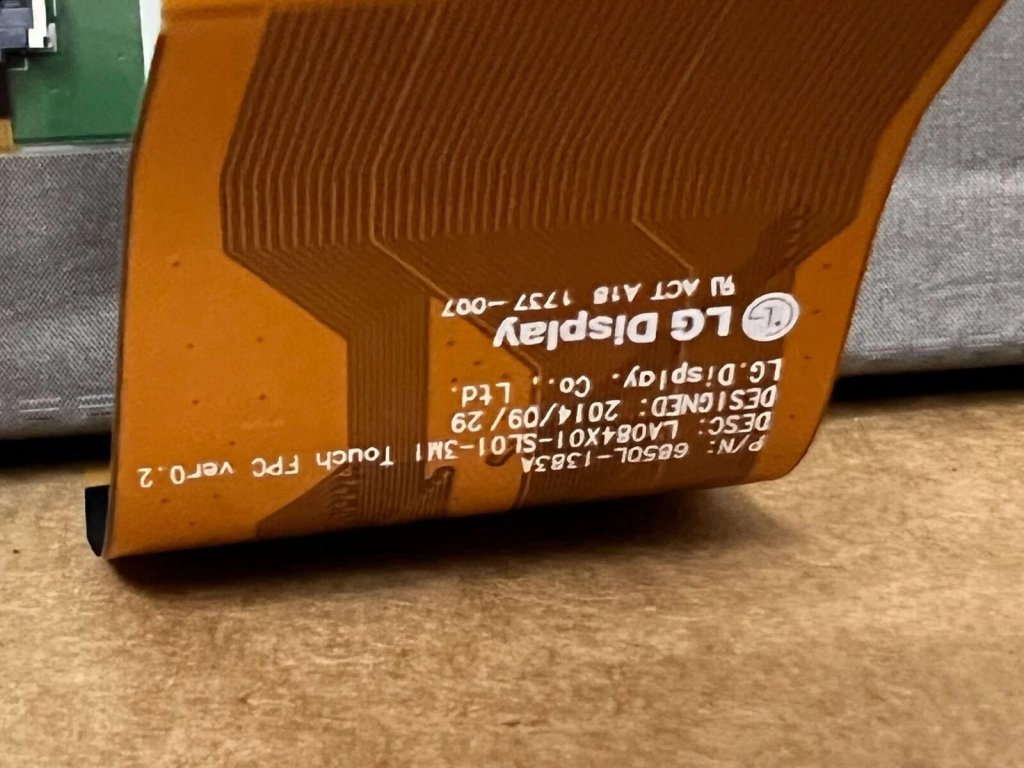 P/N: 6850L-1383A
DESC: LA084X01-SL01-3M1 Touch FPC ver0.2
DESIGNED: 2014/09/29
LG.Display. Co., Ltd.
LG Display
ACT A18 1737-007